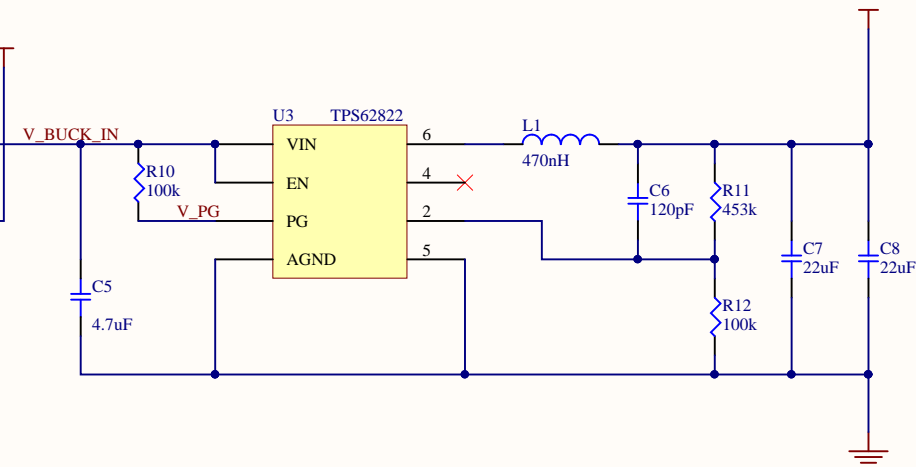 U3 TPS62822
V_BUCK_IN
VIN
6
L1
470nH
EN
4
R10
100k
V_PG
PG
2
C6
120pF
R11
453k
AGND
5
C7
22uF
C8
22uF
C5
4.7uF
R12
100k